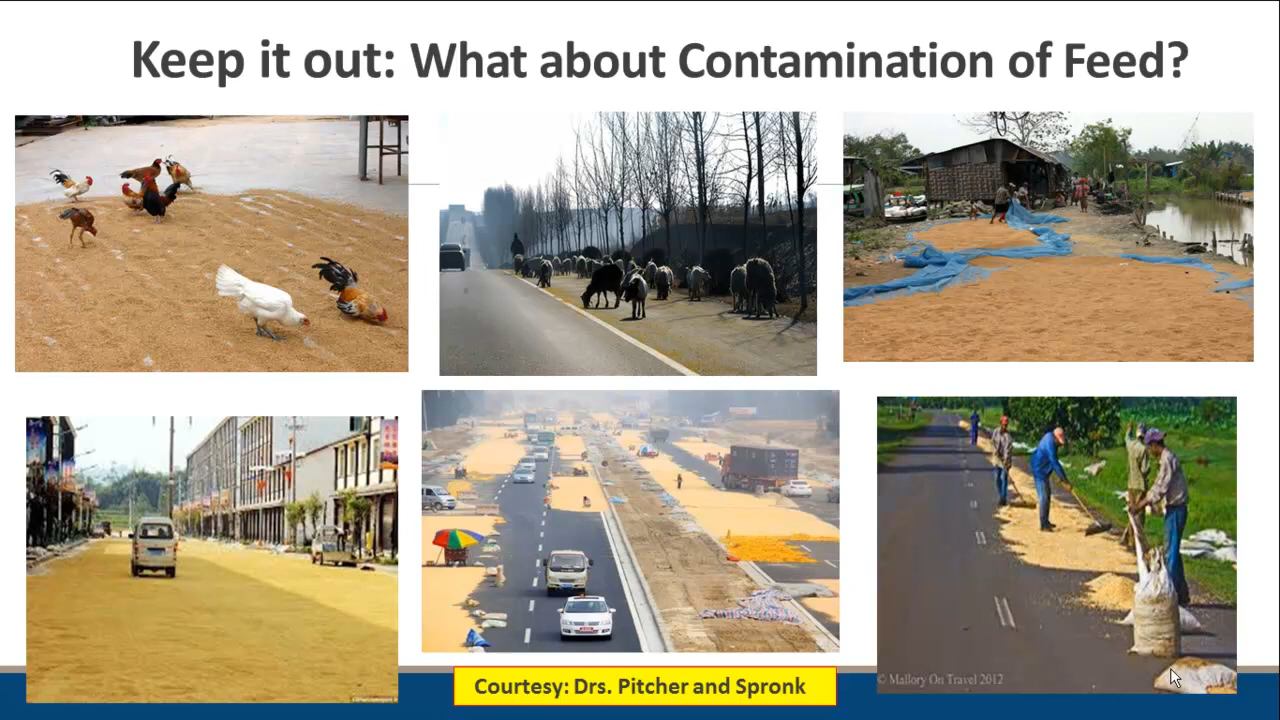 Keep it out: What about Contamination of Feed?
© Mallory On Travel 2012
Courtesy: Drs. Pitcher and Spronk